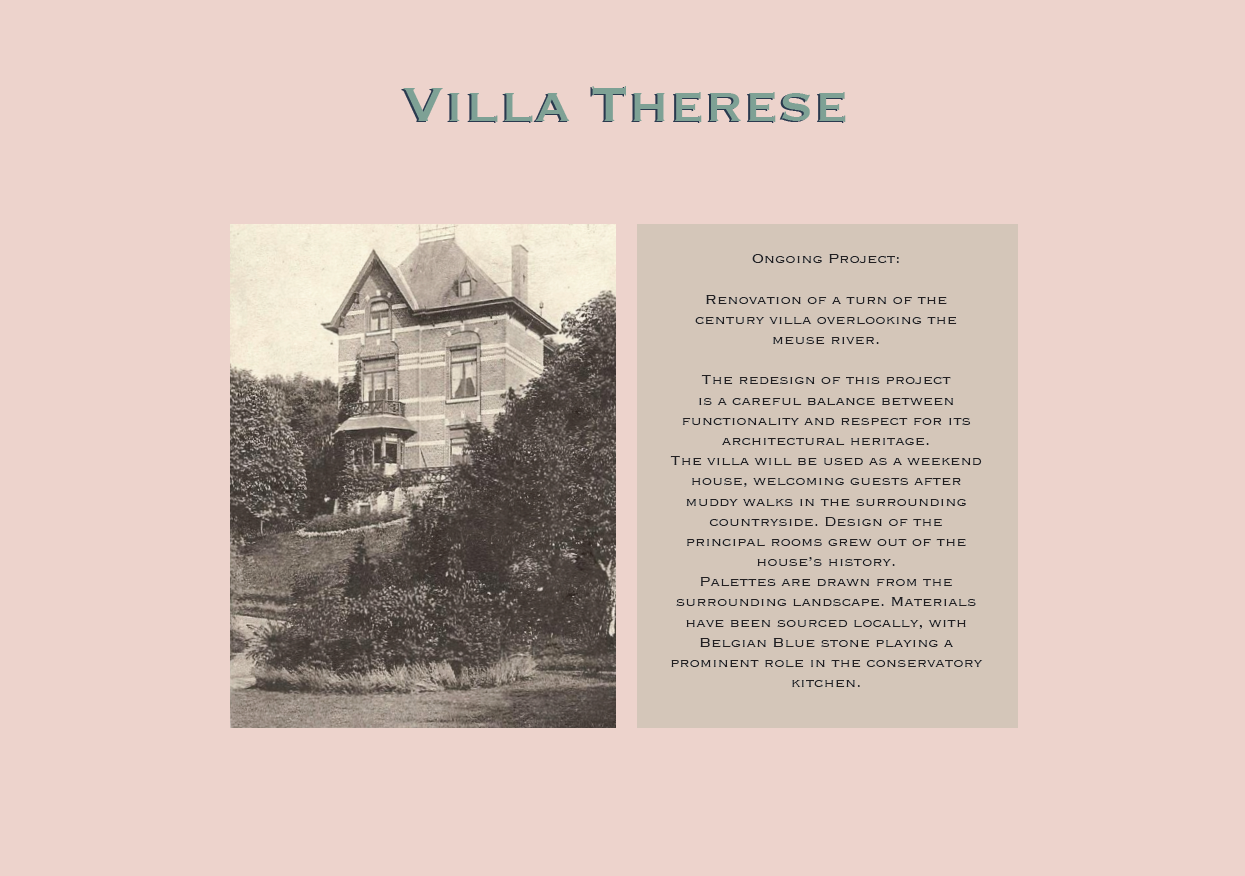 Villa Therese
Ongoing Project:
Renovation of a turn of the
century villa overlooking the
Meuse River.
The redesign of this project
is a careful balance between
functionality and respect for its
architectural heritage.
The villa will be used as a weekend
house, welcoming guests after
muddy walks in the surrounding
countryside. Design of the
principal rooms grew out of the
house’s history.
Palettes are drawn from the
surrounding landscape. Materials
have been sourced locally, with
Belgian Blue stone playing a
prominent role in the conservatory
kitchen.